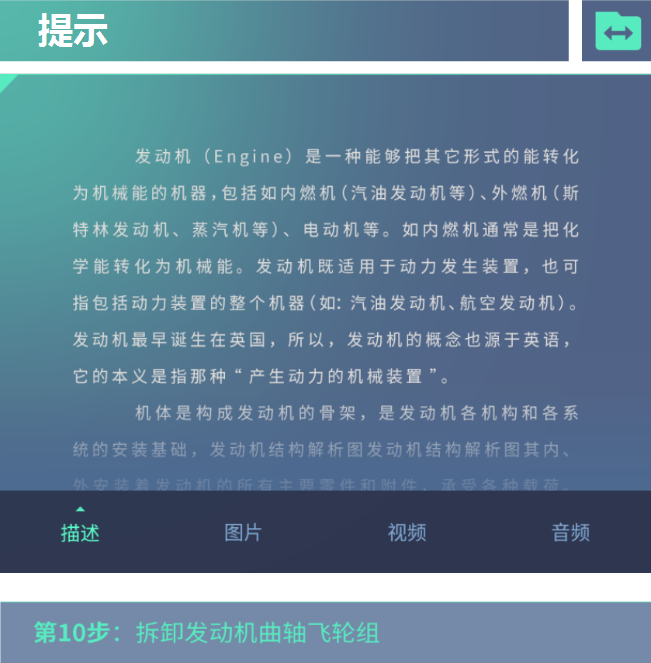 提示
发动机（Engine）是一种能够把其它形式的能转化
为机械能的机器，包括如内燃机（汽油发动机等）、外燃机（斯
特林发动机、蒸汽机等）、电动机等。如内燃机通常是把化
学能转化为机械能。发动机既适用于动力发生装置，也可
指包括动力装置的整个机器（如：汽油发动机、航空发动机）。
发动机最早诞生在英国，所以，发动机的概念也源于英语，
它的本义是指那种“产生动力的机械装置”。
机体是构成发动机的骨架，是发动机各机构和各系
统的安装基础，发动机结构解析图发动机结构解析图其内、
外安装着发动机的所有主要零件和附件，承受各种载荷。
描述
图片
视频
音频
第10步：拆卸发动机曲轴飞轮组